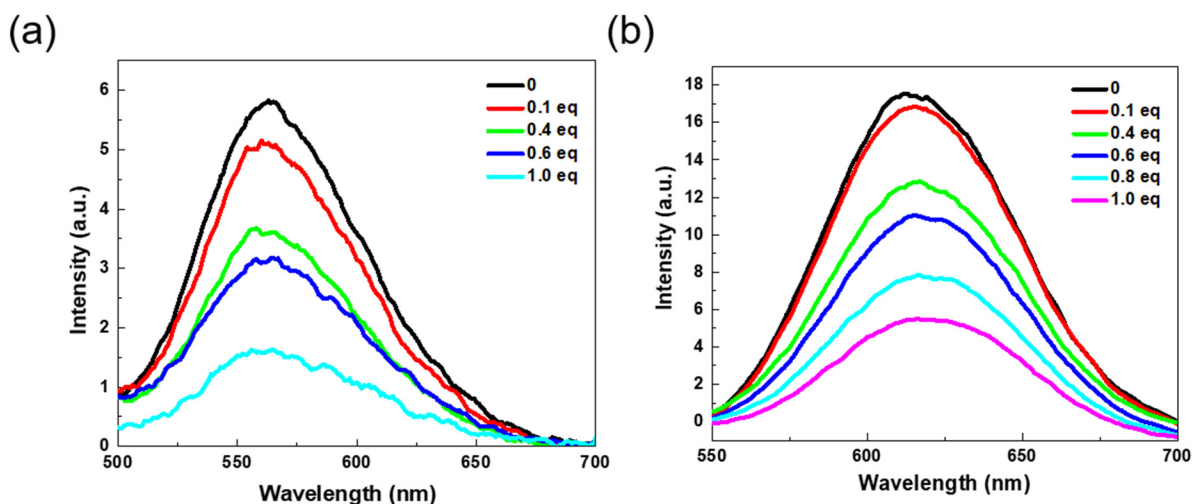 (a)
6
5
4
3
2
1
0
Intensity (a.u.)
500
550
600
650
700
Wavelength (nm)
0
0.1 eq
0.4 eq
0.6 eq
1.0 eq
(b)
18
16
14
12
10
8
6
4
2
0
Intensity (a.u.)
550
600
650
700
Wavelength (nm)
0
0.1 eq
0.4 eq
0.6 eq
0.8 eq
1.0 eq